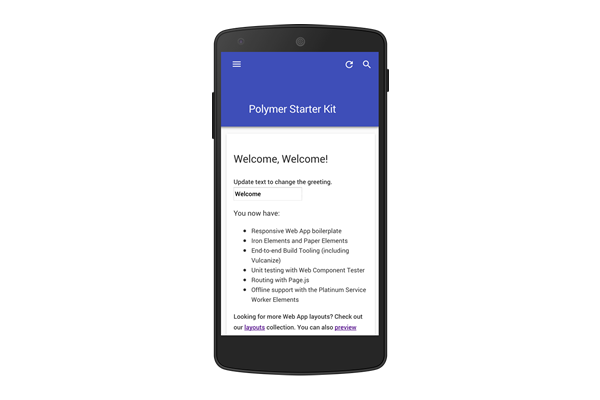 Polymer Starter Kit
Welcome, Welcome!
Update text to change the greeting.
Welcome
You now have:
Responsive Web App boilerplate
Iron Elements and Paper Elements
End-to-end Build Tooling (including
Vulcanize)
Unit testing with Web Component Tester
Routing with Page.js
Offline support with the Platinum Service
Worker Elements
Looking for more Web App layouts? Check out
our layouts collection. You can also preview